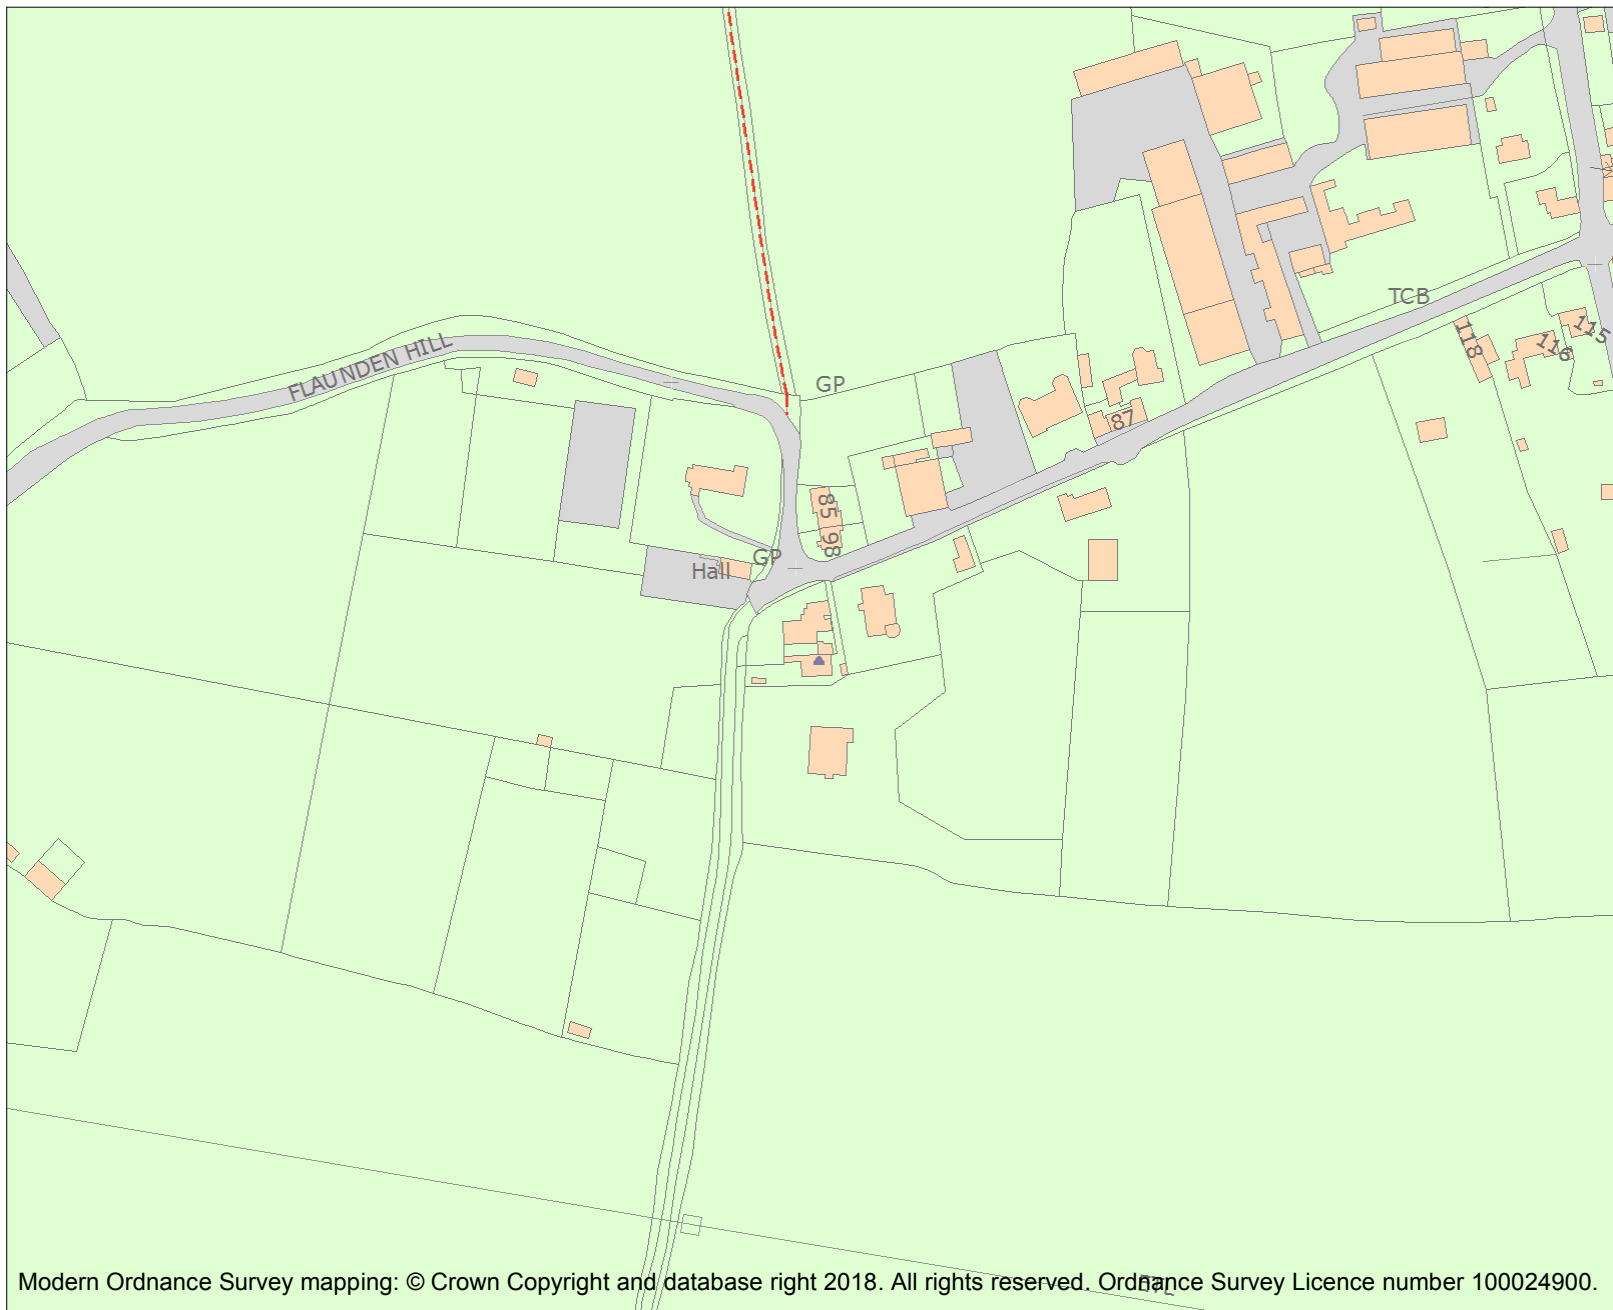 TCB
115
116
118
FLAUNDEN HILL
GP
87
85
98
GP
Hall
ETL
Modern Ordnance Survey mapping: © Crown Copyright and database right 2018. All rights reserved. Ordnance Survey Licence number 100024900.